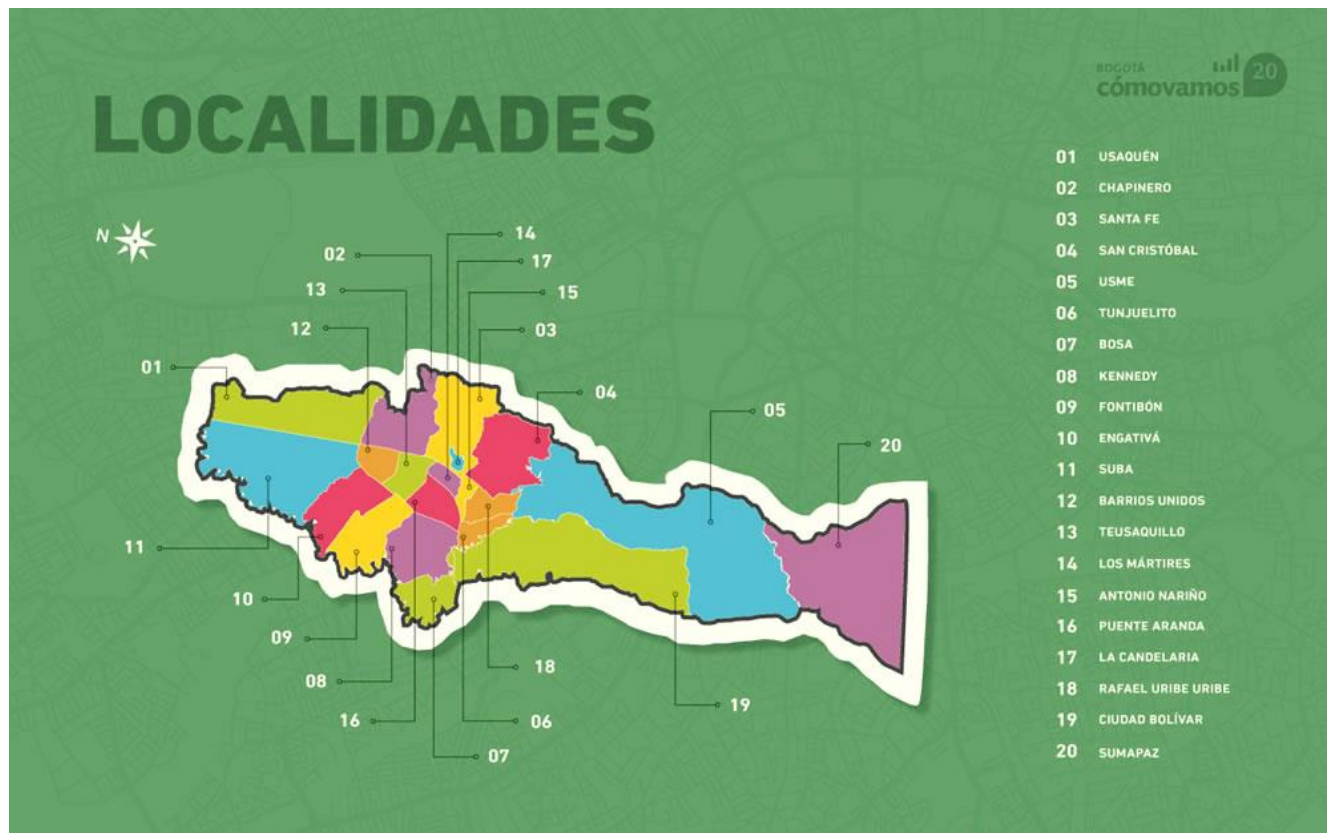 BOGOTÁ
cómovamos 20
LOCALIDADES
N
01 USAQUÉN
02 CHAPINERO
03 SANTA FE
04 SAN CRISTÓBAL
05 USME
06 TUNJUELITO
07 BOSA
08 KENNEDY
09 FONTIBÓN
10 ENGATIVÁ
11 SUBA
12 BARRIOS UNIDOS
13 TEUSAQUILLO
14 LOS MÁRTIRES
15 ANTONIO NARIÑO
16 PUENTE ARANDA
17 LA CANDELARIA
18 RAFAEL URIBE URIBE
19 CIUDAD BOLÍVAR
20 SUMAPAZ
14
02
17
13
15
12
03
01
04
05
20
11
10
09
18
08
19
16
06
07